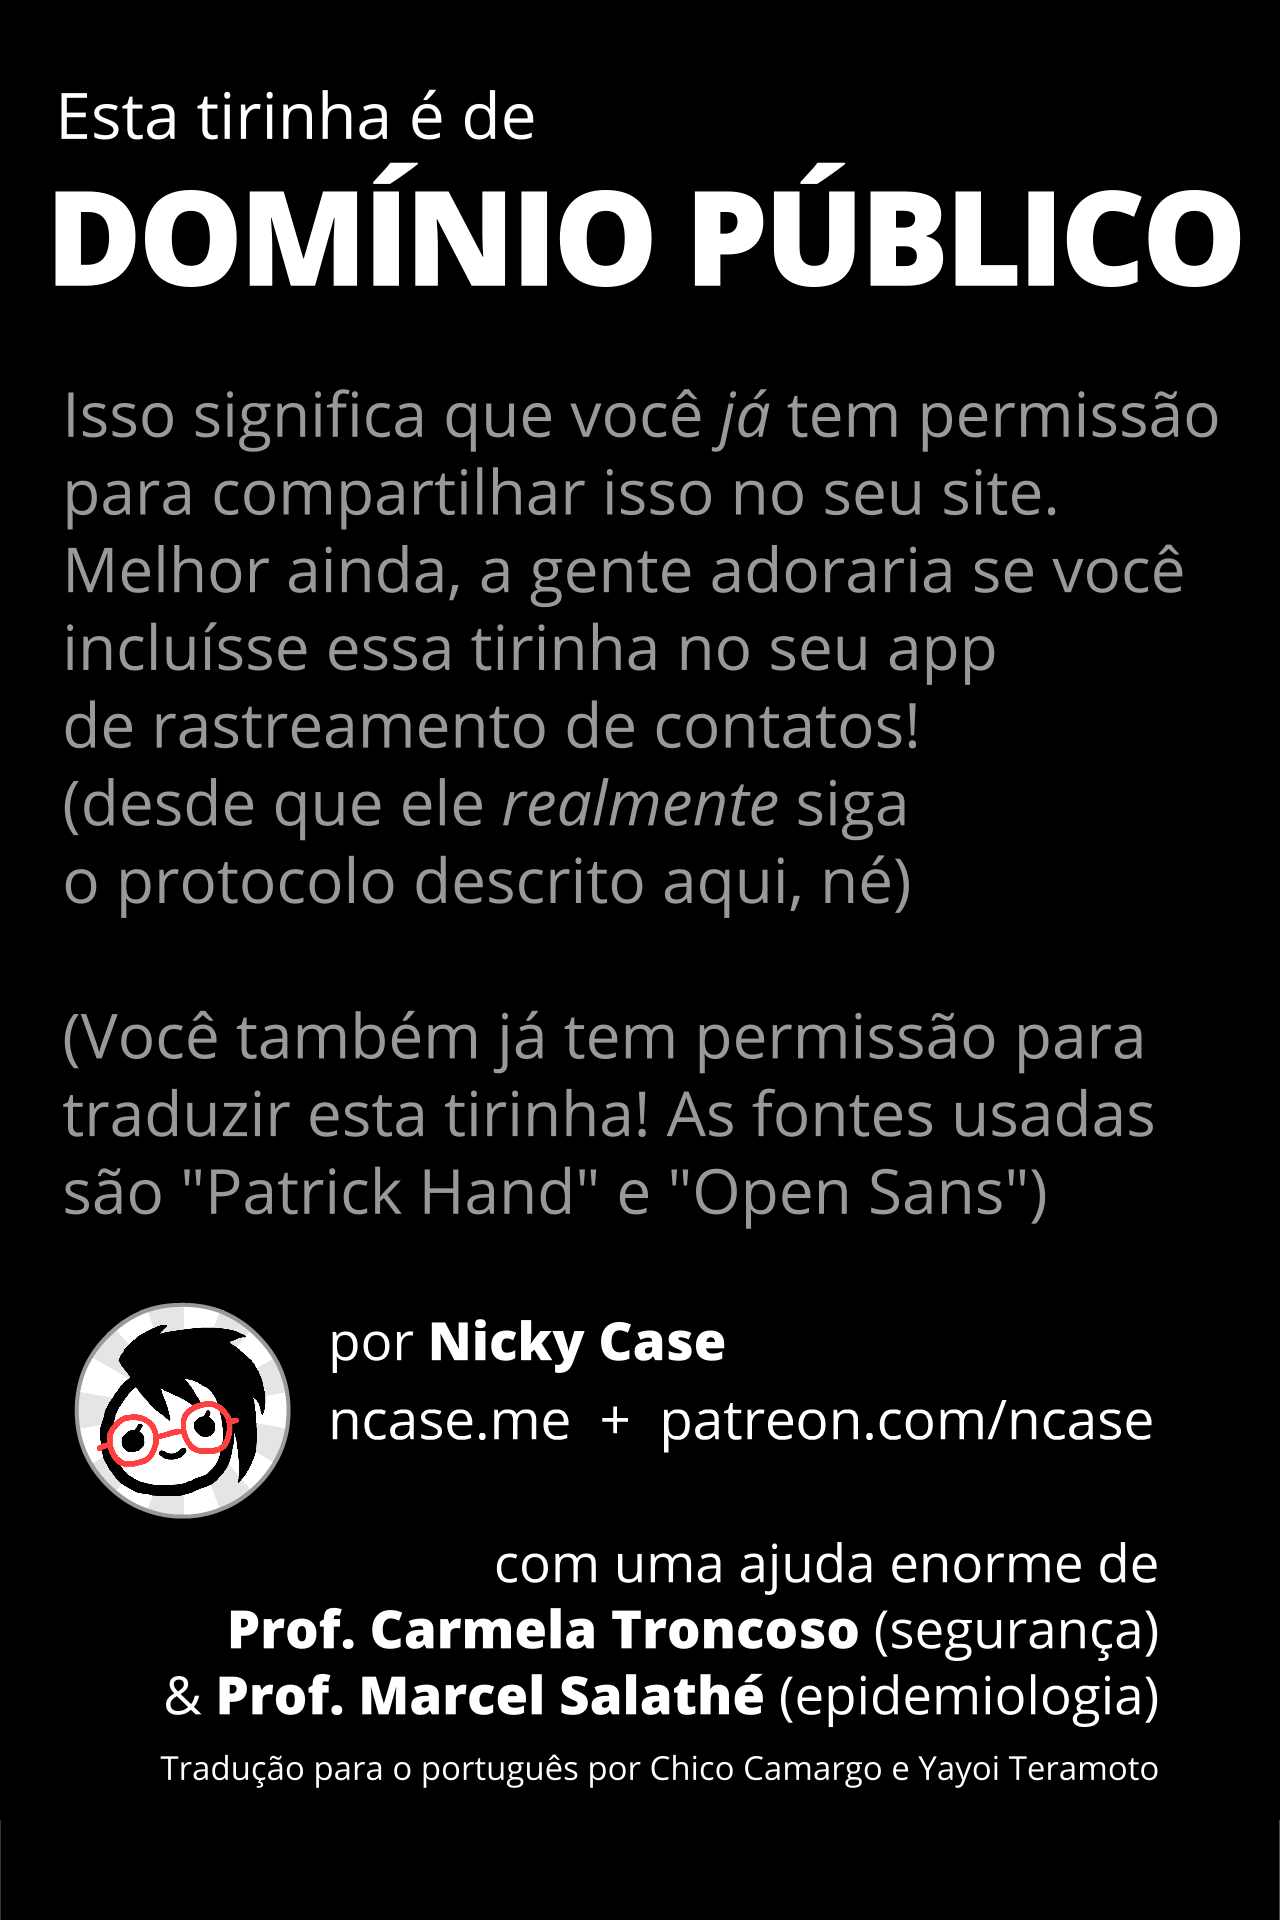 Esta tirinha é de
DOMÍNIO PÚBLICO
Isso significa que você já tem permissão
para compartilhar isso no seu site.
Melhor ainda, a gente adoraria se você
incluísse essa tirinha no seu app
de rastreamento de contatos!
(desde que ele realmente siga
o protocolo descrito aqui, né)
(Você também já tem permissão para
traduzir esta tirinha! As fontes usadas
são "Patrick Hand" e "Open Sans")
por Nicky Case
ncase.me + patreon.com/ncase
com uma ajuda enorme de
Prof. Carmela Troncoso (segurança)
& Prof. Marcel Salathé (epidemiologia)
Tradução para o português por Chico Camargo e Yayoi Teramoto